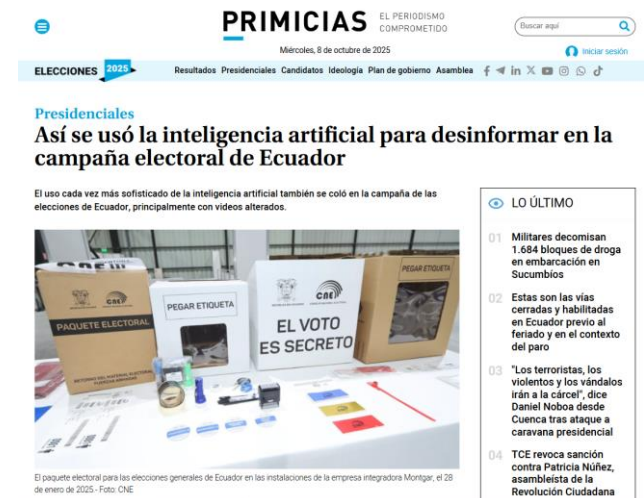 PRIMICIAS
EL PERIODISMO
COMPROMETIDO
Buscar aquí
Miércoles, 8 de octubre de 2025
Iniciar sesión
ELECCIONES 2025
Resultados Presidenciales Candidatos Ideología Plan de gobierno Asamblea
Presidenciales
Así se usó la inteligencia artificial para desinformar en la
campaña electoral de Ecuador
El uso cada vez más sofisticado de la inteligencia artificial también se coló en la campaña de las
elecciones de Ecuador, principalmente con videos alterados.
PAQUETE ELECTORAL
CNE
PEGAR ETIQUETA
CNE
EL VOTO
ES SECRETO
PEGAR ETIQUETA
El paquete electoral para las elecciones generales de Ecuador en las instalaciones de la empresa integradora Montgar, el 28
de enero de 2025.- Foto: CNE
LO ÚLTIMO
01 Militares decomisan
1.684 bloques de droga
en embarcación en
Sucumbíos
02 Estas son las vías
cerradas y habilitadas
en Ecuador previo al
feriado y en el contexto
del paro
03 "Los terroristas, los
violentos y los vándalos
irán a la cárcel", dice
Daniel Noboa desde
Cuenca tras ataque a
caravana presidencial
04 TCE revoca sanción
contra Patricia Núñez,
asambleísta de la
Revolución Ciudadana